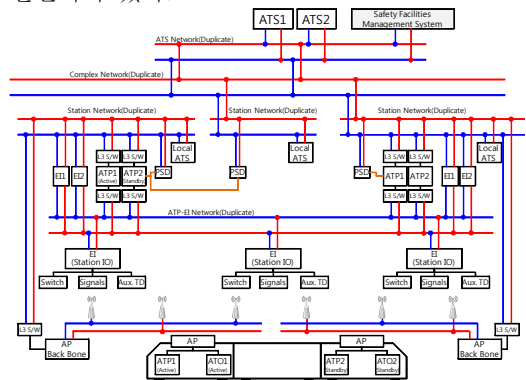 ATS1 ATS2 Safety Facilities
Management System
ATS Network(Duplicate)
Complex Network(Duplicate)
Station Network(Duplicate) Station Network(Duplicate) Station Network(Duplicate)
Local
ATS
Local
ATS
Local
ATS
L3 S/W L3 S/W
L3 S/W L3 S/W
EI1 EI2
ATP1
(Active)
ATP2
(Standby)
PSD
PSD
PSD
ATP1 ATP2
EI1 EI2
L3 S/W L3 S/W
L3 S/W L3 S/W
ATP-EI Network(Duplicate)
EI
(Station IO)
EI
(Station IO)
EI
(Station IO)
Switch Signals Aux. TD
Switch Signals Aux. TD
Switch Signals Aux. TD
L3 S/W
L3 S/W
AP
Back Bone
AP
Back Bone
AP
AP
ATP1
(Active)
ATO1
(Active)
ATP2
(Standby)
ATO2
(Standby)